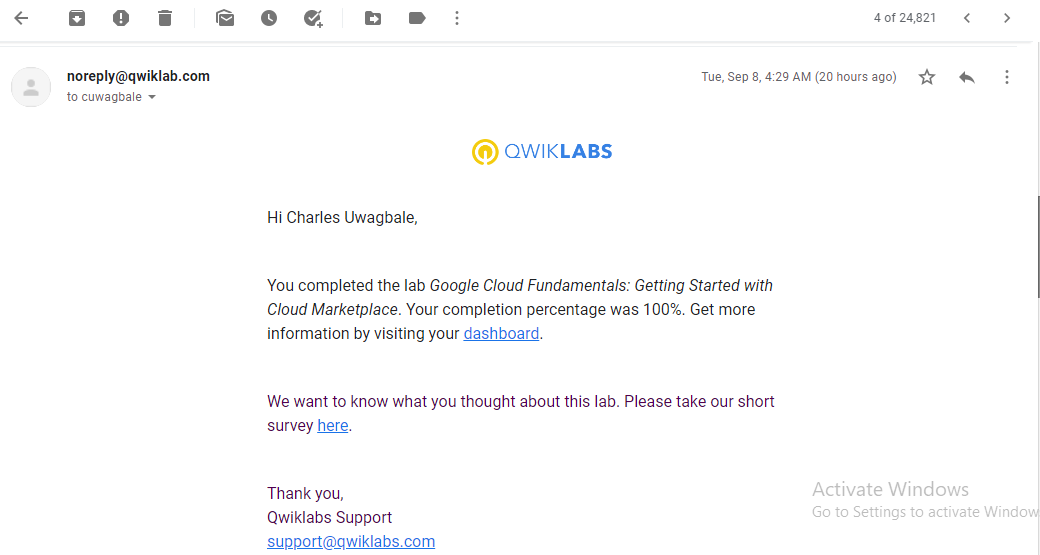 4 of 24,821
noreply@qwiklab.com
Tue, Sep 8, 4:29 AM (20 hours ago)
to cuwagbale
QWIKLABS
Hi Charles Uwagbale,
You completed the lab Google Cloud Fundamentals: Getting Started with
Cloud Marketplace. Your completion percentage was 100%. Get more
information by visiting your dashboard.
We want to know what you thought about this lab. Please take our short
survey here.
Thank you,
Qwiklabs Support
support@qwiklabs.com
Activate Windows
Go to Settings to activate Window